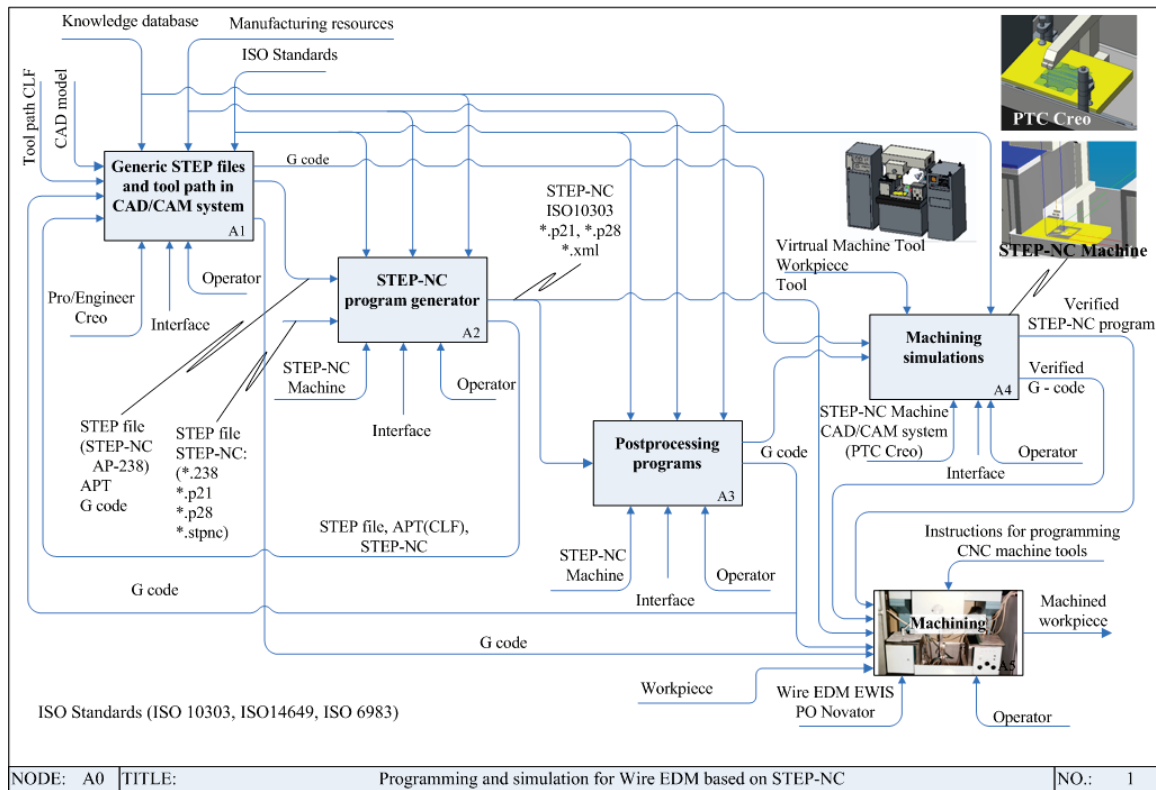 Knowledge database
Manufacturing resources
ISO Standards
Tool path CLF
CAD model
PTC Creo
Generic STEP files
and tool path in
CAD/CAM system
A1
G code
STEP-NC
ISO10303
*.p21, *.p28
*.xml
Virtrual Machine Tool
Workpiece
Tool
STEP-NC Machine
Pro/Engineer
Creo
Interface
Operator
STEP-NC
program generator
A2
STEP-NC
Machine
Interface
Operator
Verified
STEP-NC program
Machining
simulations
A4
Verified
G - code
STEP-NC Machine
CAD/CAM system
(PTC Creo)
Interface
Operator
STEP file
(STEP-NC
AP-238)
APT
G code
STEP file
STEP-NC:
(*.238
*.p21
*.p28
*.stpnc)
Postprocessing
programs
A3
G code
STEP-NC
Machine
Interface
Operator
STEP file, APT(CLF),
STEP-NC
G code
G code
Instructions for programming
CNC machine tools
Machining
A5
Machined
workpiece
Workpiece
Wire EDM EWIS
PO Novator
Operator
ISO Standards (ISO 10303, ISO14649, ISO 6983)
NODE: A0 TITLE: Programming and simulation for Wire EDM based on STEP-NC NO.: 1